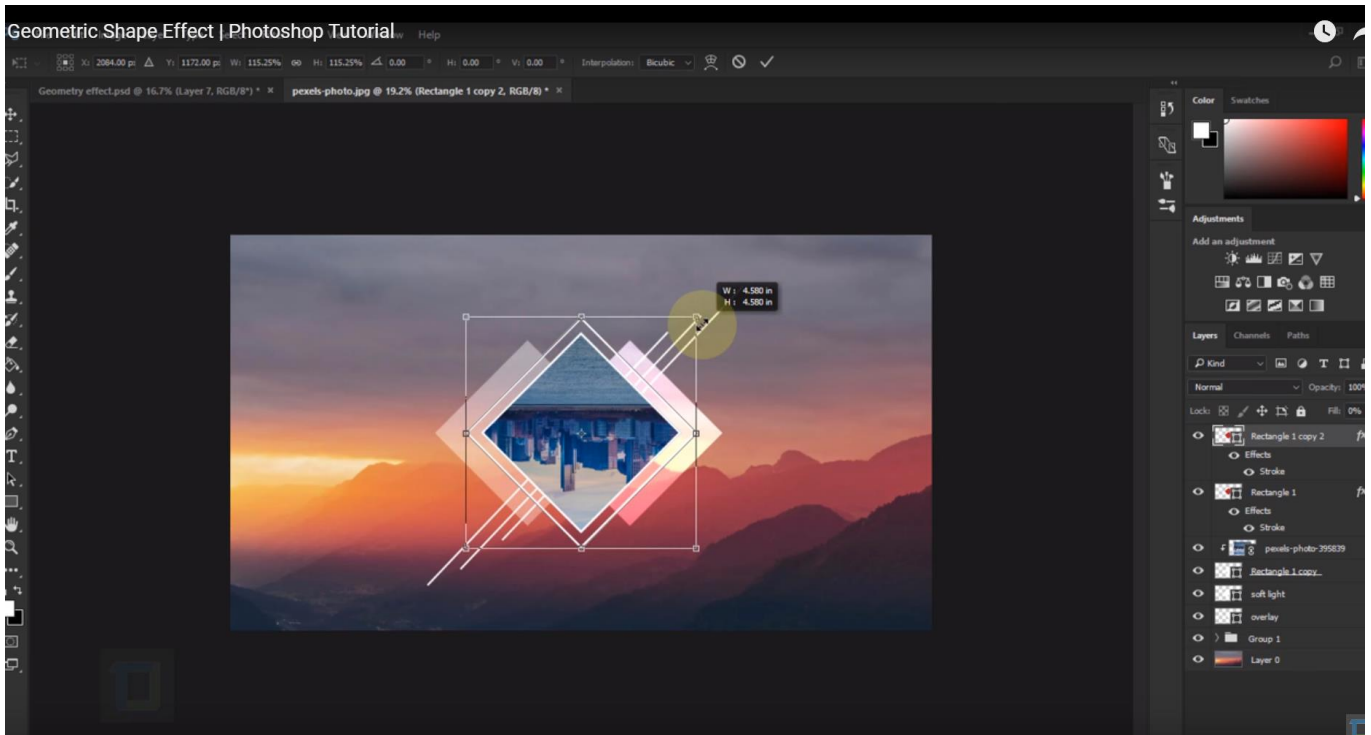 Geometric Shape Effect | Photoshop Tutorial
Help
X: 2084.00 p: Y: 1172.00 p: W: 115.25% H: 115.25% 0.00 ° H: 0.00 ° V: 0.00 ° Interpolation: Bicubic
Geometry effect.psd @ 16.7% (Layer 7, RGB/8*) * × pexels-photo.jpg @ 19.2% (Rectangle 1 copy 2, RGB/8) * ×
Color Swatches
Adjustments
Add an adjustment
W: 4.580 in
H: 4.580 in
Layers Channels Paths
Kind
Normal Opacity: 100%
Lock: Fill: 0%
Rectangle 1 copy 2 fx
Effects
Stroke
Rectangle 1 fx
Effects
Stroke
pexels-photo-395839
Rectangle 1 copy
soft light
overlay
Group 1
Layer 0